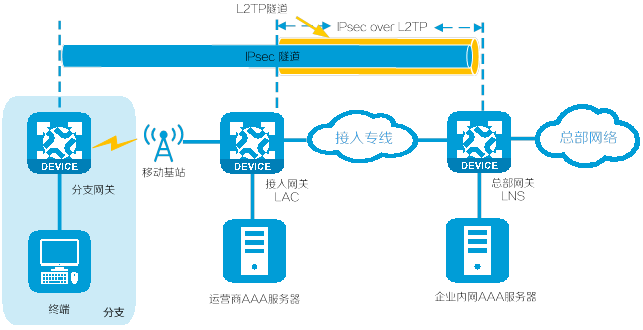 L2TP隧道
IPsec over L2TP
IPsec 隧道
DEVICE
分支网关
移动基站
DEVICE
接入网关
LAC
接入专线
DEVICE
总部网关
LNS
总部网络
终端
分支
运营商AAA服务器
企业内网AAA服务器